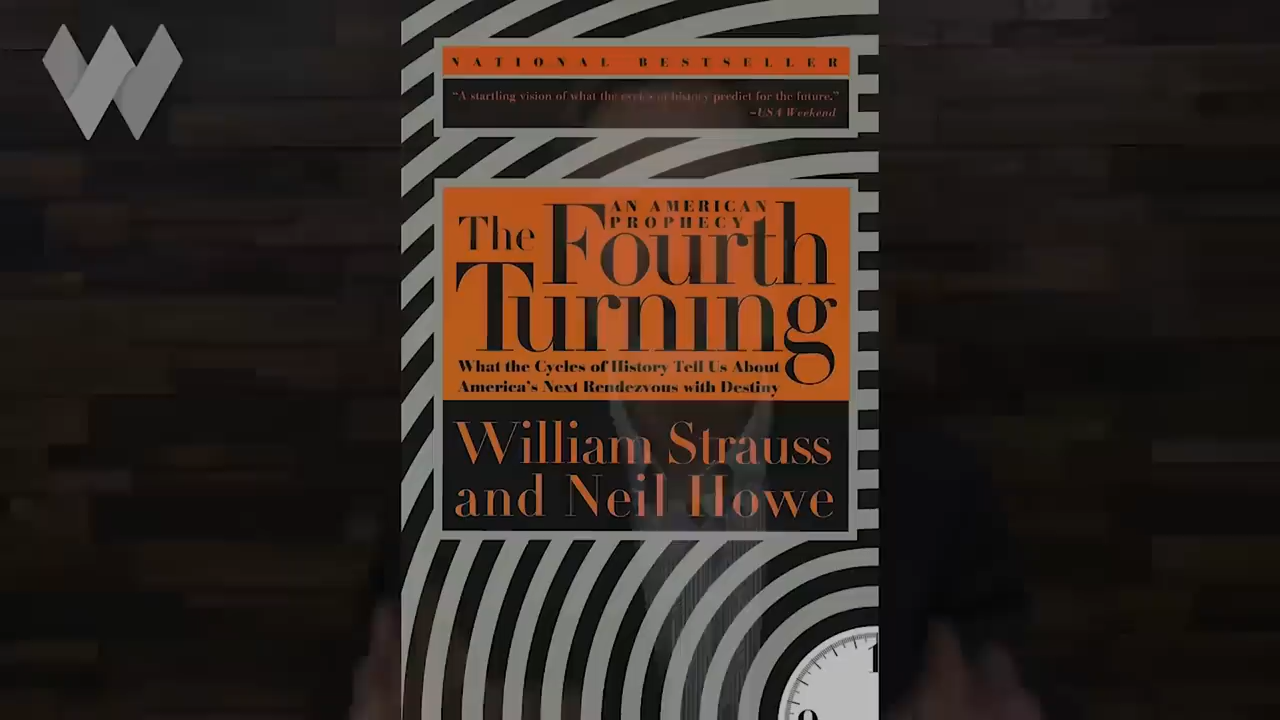 NATIONAL BESTSELLER
"A startling vision of what the cycles of history predict for the future."
–USA Weekend
AN AMERICAN
PROPHECY
The Fourth
Turning
What the Cycles of History Tell Us About
America's Next Rendezvous with Destiny
William Strauss
and Neil Howe